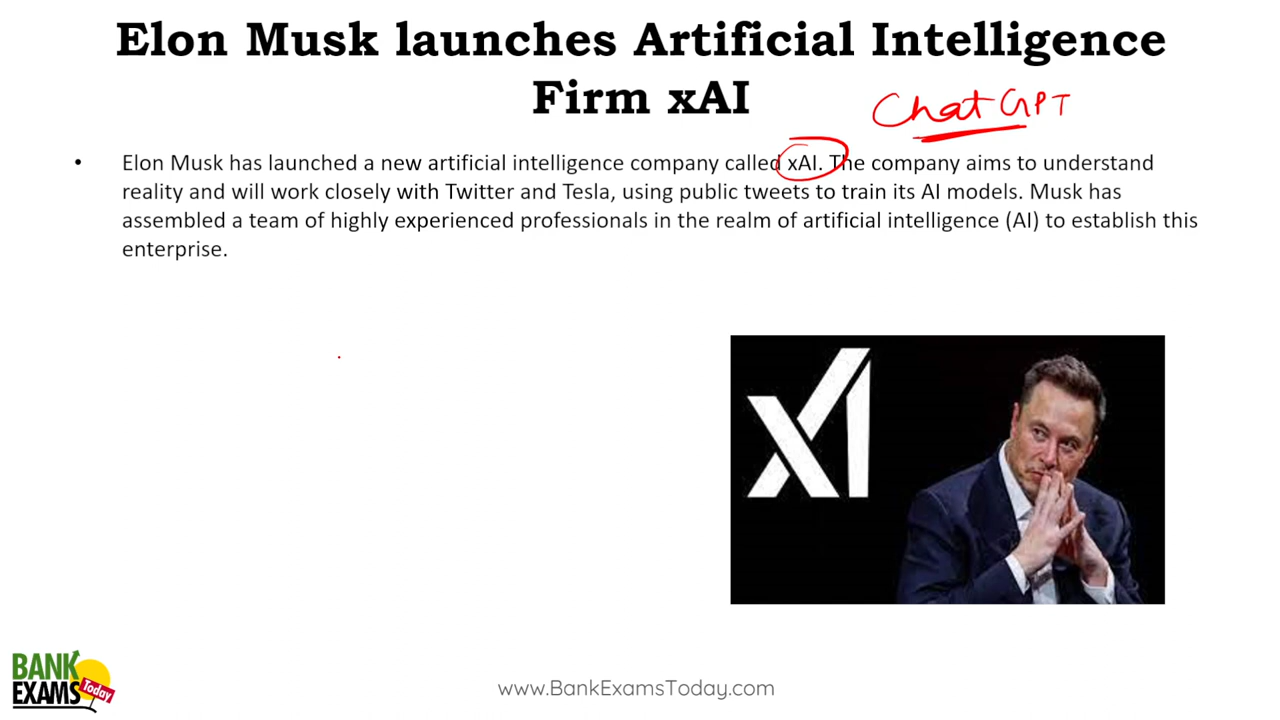 Elon Musk launches Artificial Intelligence
Firm xAI
ChatGPT
• Elon Musk has launched a new artificial intelligence company called xAI. The company aims to understand
reality and will work closely with Twitter and Tesla, using public tweets to train its AI models. Musk has
assembled a team of highly experienced professionals in the realm of artificial intelligence (AI) to establish this
enterprise.
xAI
BANK
EXAMS
Today
www.BankExamsToday.com